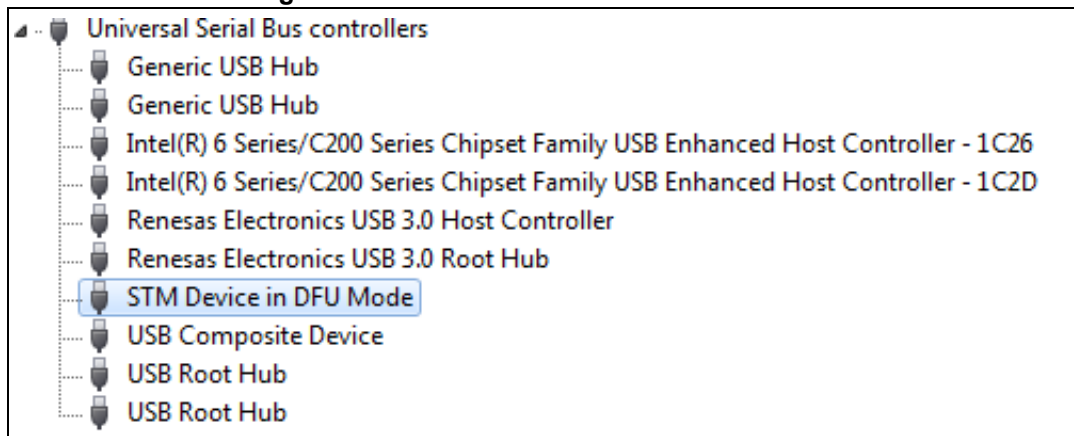 Universal Serial Bus controllers
Generic USB Hub
Generic USB Hub
Intel(R) 6 Series/C200 Series Chipset Family USB Enhanced Host Controller - 1C26
Intel(R) 6 Series/C200 Series Chipset Family USB Enhanced Host Controller - 1C2D
Renesas Electronics USB 3.0 Host Controller
Renesas Electronics USB 3.0 Root Hub
STM Device in DFU Mode
USB Composite Device
USB Root Hub
USB Root Hub